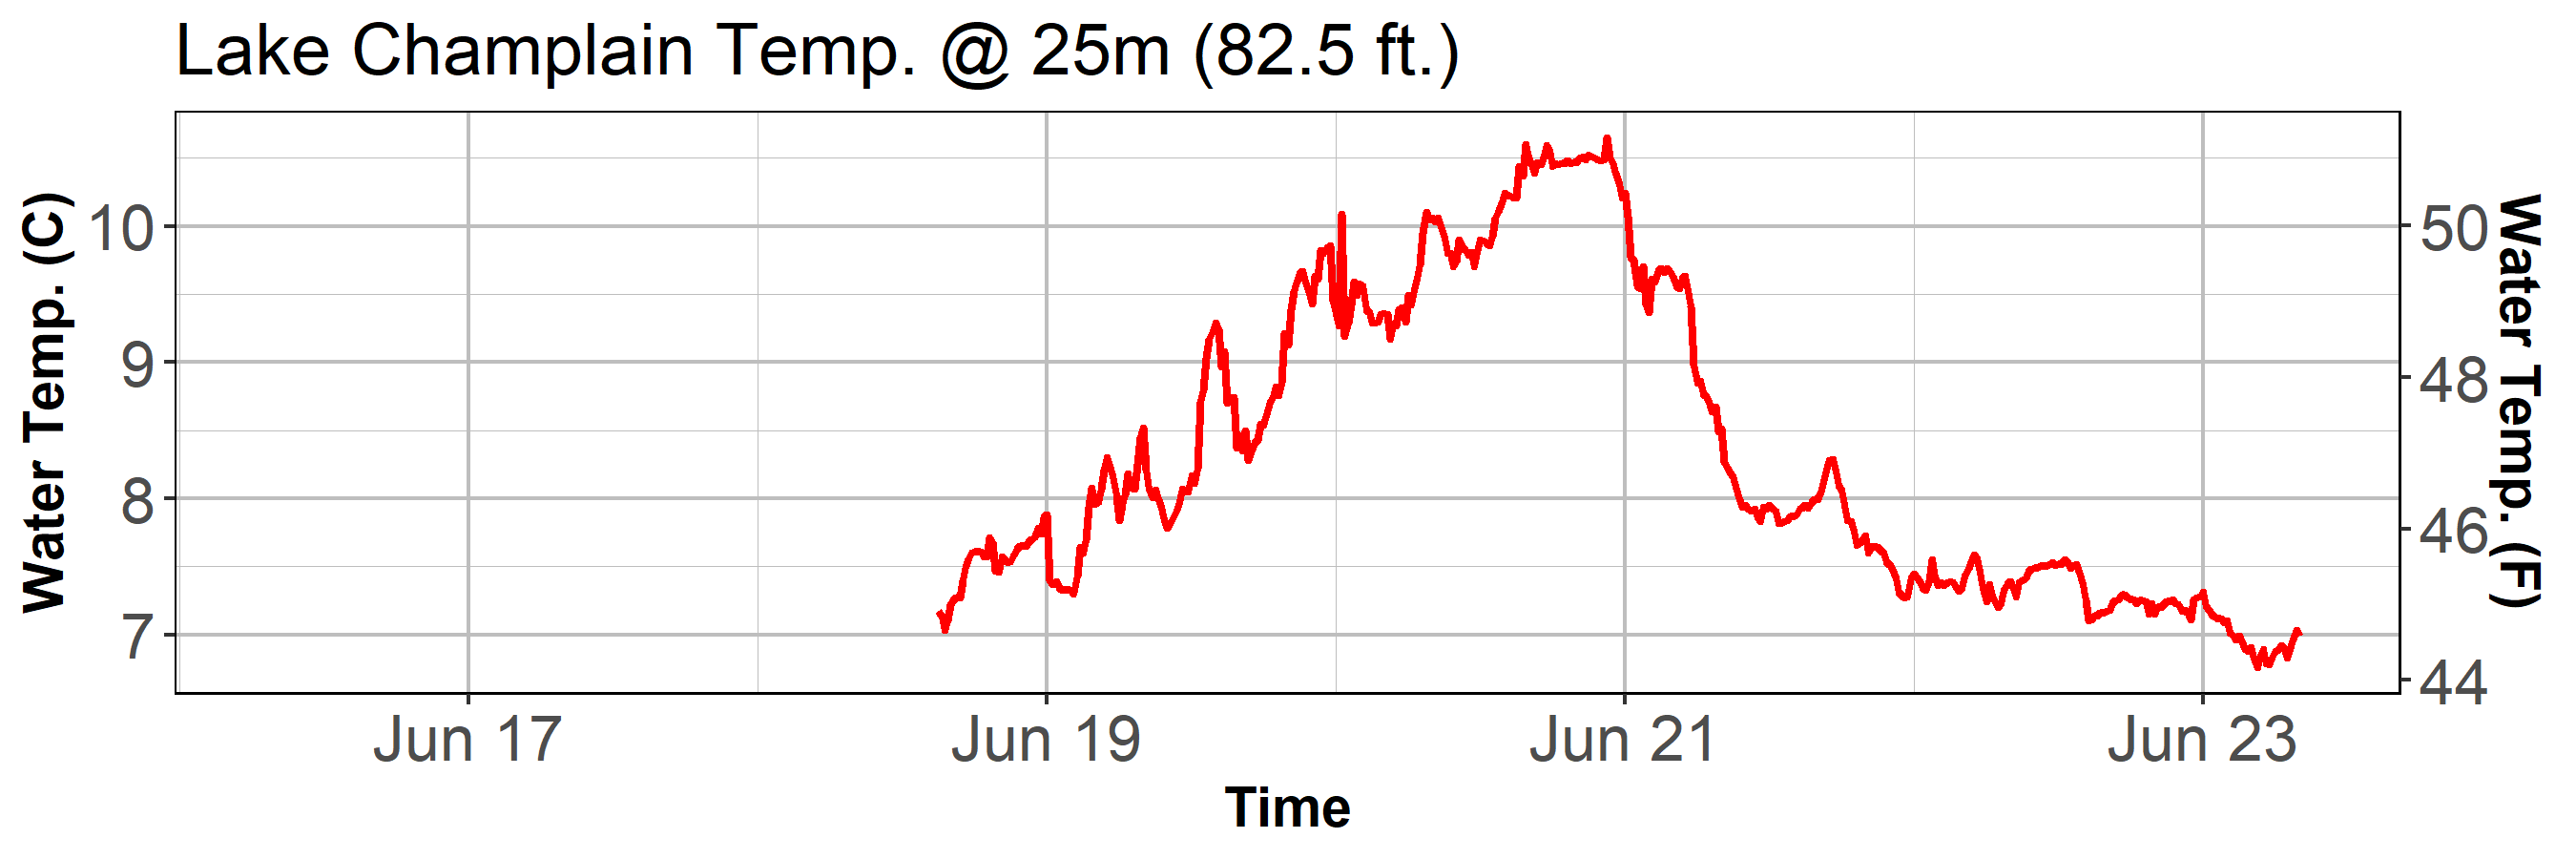 Lake Champlain Temp. @ 25m (82.5 ft.)
Water Temp. (C)
10
9
8
7
50
48
46
44
Water Temp. (F)
Jun 17 Jun 19 Jun 21 Jun 23
Time